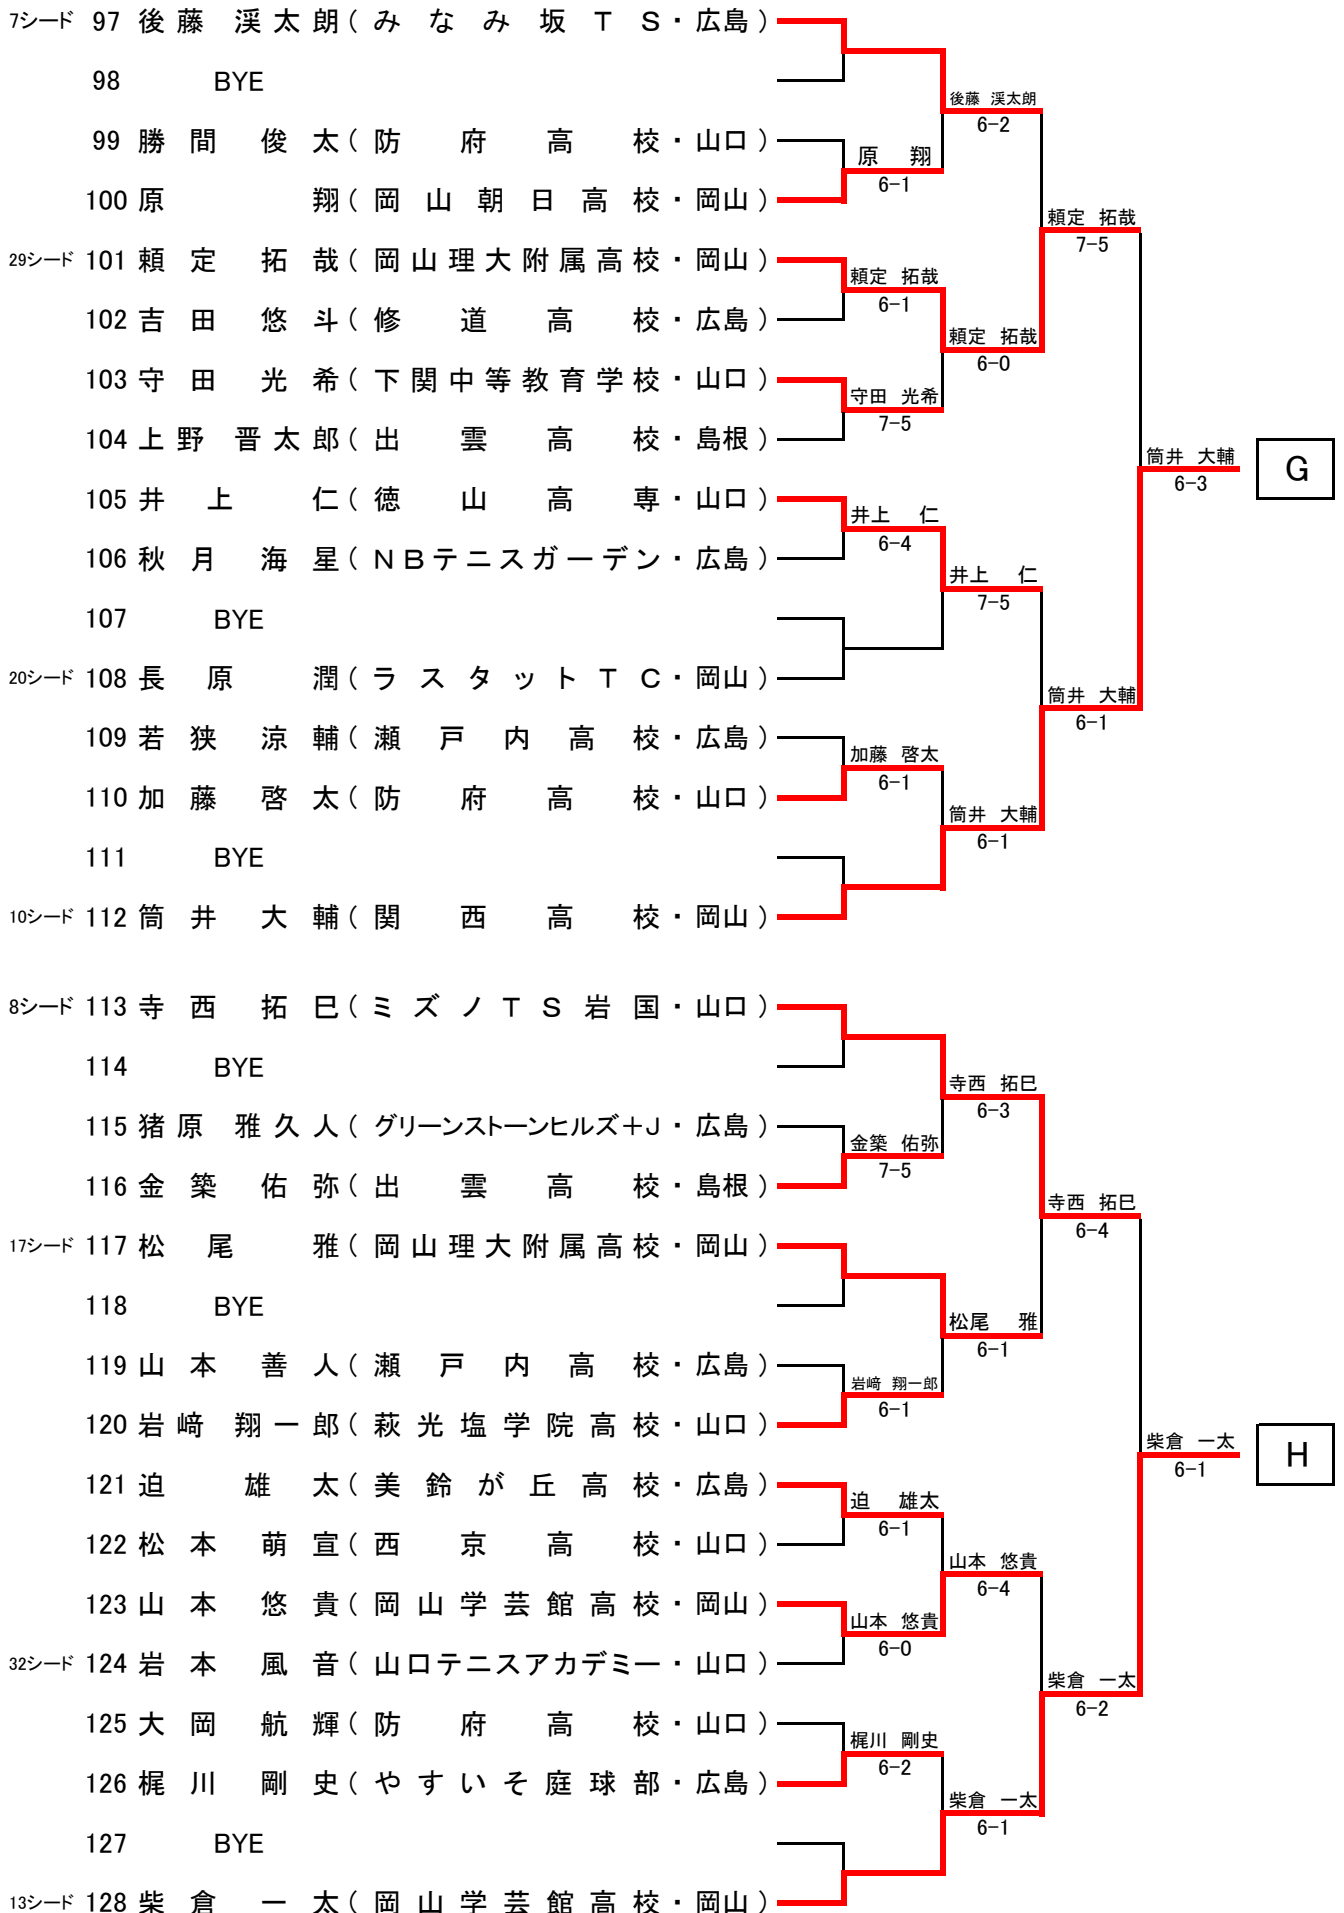 7シード 97 後藤 渓太朗(みなみ坂TS・広島)
98 BYE
後藤 渓太朗
6-2
99 勝間 俊太(防府高校・山口)
原 翔
6-1
100 原 翔(岡山朝日高校・岡山)
頼定 拓哉
7-5
29シード 101 頼定 拓哉(岡山理大附属高校・岡山)
頼定 拓哉
6-1
102 吉田 悠斗(修道高校・広島)
頼定 拓哉
6-0
103 守田 光希(下関中等教育学校・山口)
守田 光希
7-5
104 上野 晋太郎(出雲高校・島根)
筒井 大輔
6-3
G
105 井上 仁(徳山高専・山口)
井上 仁
6-4
106 秋月 海星(NBテニスガーデン・広島)
井上 仁
7-5
107 BYE
20シード 108 長原 潤(ラスタットTC・岡山)
筒井 大輔
6-1
109 若狭 涼輔(瀬戸内高校・広島)
加藤 啓太
6-1
110 加藤 啓太(防府高校・山口)
筒井 大輔
6-1
111 BYE
10シード 112 筒井 大輔(関西高校・岡山)
8シード 113 寺西 拓巳(ミズノTS岩国・山口)
114 BYE
寺西 拓巳
6-3
115 猪原 雅久人(グリーンストーンヒルズ+J・広島)
金築 佑弥
7-5
116 金築 佑弥(出雲高校・島根)
寺西 拓巳
6-4
17シード 117 松尾 雅(岡山理大附属高校・岡山)
118 BYE
松尾 雅
6-1
119 山本 善人(瀬戸内高校・広島)
岩﨑 翔一郎
6-1
120 岩﨑 翔一郎(萩光塩学院高校・山口)
柴倉 一太
6-1
H
121 迫 雄太(美鈴が丘高校・広島)
迫 雄太
6-1
122 松本 萌宣(西京高校・山口)
山本 悠貴
6-4
123 山本 悠貴(岡山学芸館高校・岡山)
山本 悠貴
6-0
32シード 124 岩本 風音(山口テニスアカデミー・山口)
柴倉 一太
6-2
125 大岡 航輝(防府高校・山口)
梶川 剛史
6-2
126 梶川 剛史(やすいそ庭球部・広島)
柴倉 一太
6-1
127 BYE
13シード 128 柴倉 一太(岡山学芸館高校・岡山)